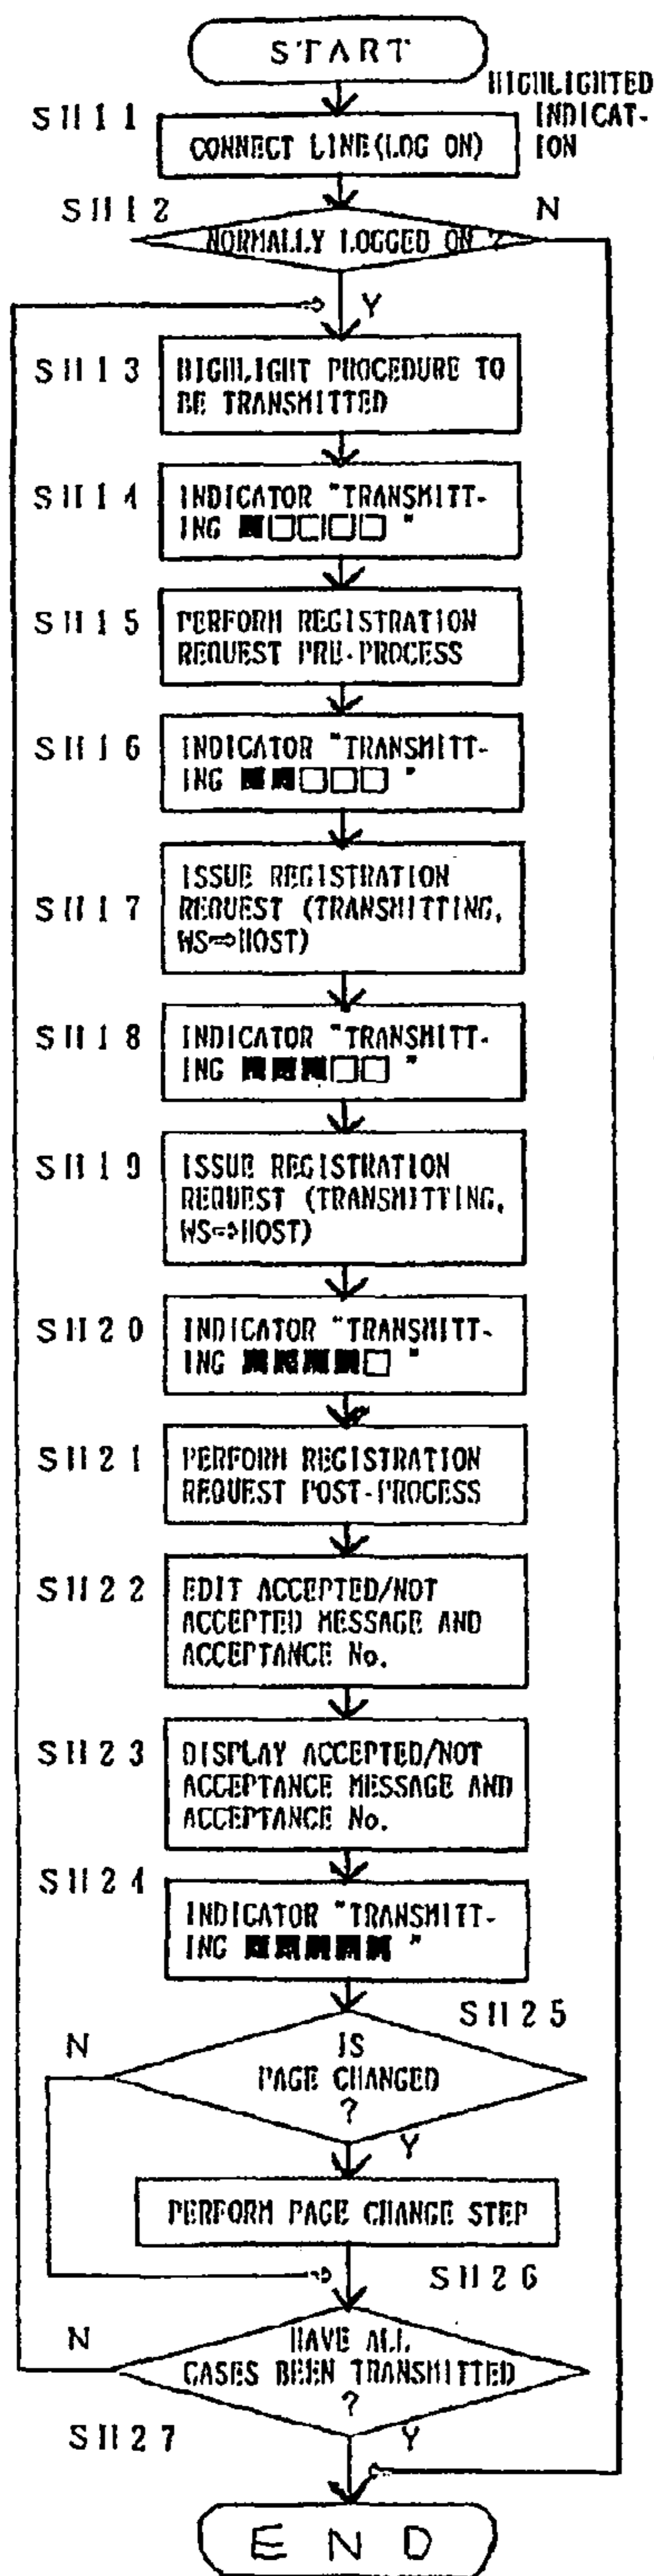 START
HIGHLIGHTED
INDICAT-
ION
SH11
CONNECT LINE(LOG ON)
SH12
N
NORMALLY LOGGED ON ?
Y
SH13
HIGHLIGHT PROCEDURE TO
BE TRANSMITTED
SH14
INDICATOR "TRANSMITT-
ING ■□□□□ "
SH15
PERFORM REGISTRATION
REQUEST PRE-PROCESS
SH16
INDICATOR "TRANSMITT-
ING ■■□□□ "
SH17
ISSUE REGISTRATION
REQUEST (TRANSMITTING,
WS⇒HOST)
SH18
INDICATOR "TRANSMITT-
ING ■■■□□ "
SH19
ISSUE REGISTRATION
REQUEST (TRANSMITTING,
WS⇒HOST)
SH20
INDICATOR "TRANSMITT-
ING ■■■■□ "
SH21
PERFORM REGISTRATION
REQUEST POST-PROCESS
SH22
EDIT ACCEPTED/NOT
ACCEPTED MESSAGE AND
ACCEPTANCE No.
SH23
DISPLAY ACCEPTED/NOT
ACCEPTANCE MESSAGE AND
ACCEPTANCE No.
SH24
INDICATOR "TRANSMITT-
ING ■■■■■ "
SH25
N
IS
PAGE CHANGED
?
Y
PERFORM PAGE CHANGE STEP
SH26
N
HAVE ALL
CASES BEEN TRANSMITTED
?
SH27
Y
END